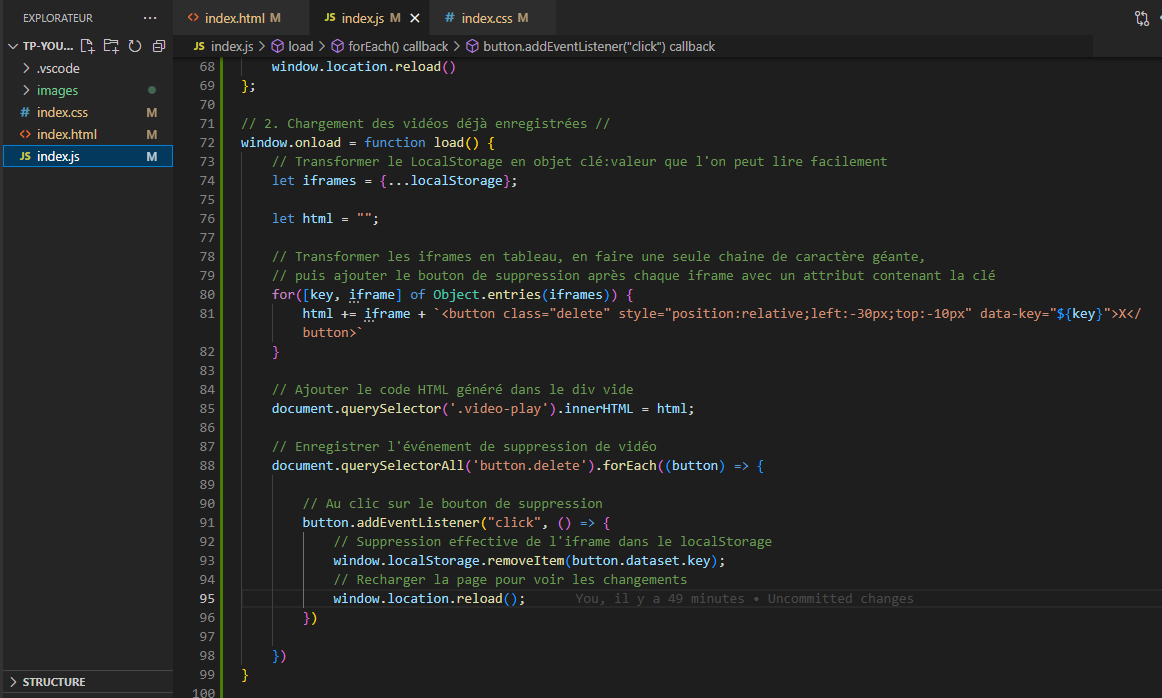 EXPLORATEUR ···
index.html M
JS index.js M
# index.css M
TP-YOU...
JS index.js > load > forEach() callback > button.addEventListener("click") callback
.vscode
images
# index.css M
index.html M
JS index.js M
68 window.location.reload()
69 };
70
71 // 2. Chargement des vidéos déjà enregistrées //
72 window.onload = function load() {
73 // Transformer le LocalStorage en objet clé:valeur que l'on peut lire facilement
74 let iframes = {...localStorage};
75
76 let html = "";
77
78 // Transformer les iframes en tableau, en faire une seule chaine de caractère géante,
79 // puis ajouter le bouton de suppression après chaque iframe avec un attribut contenant la clé
80 for([key, iframe] of Object.entries(iframes)) {
81 html += iframe + `<button class="delete" style="position:relative;left:-30px;top:-10px" data-key="${key}">X</
button>`
82 }
83
84 // Ajouter le code HTML généré dans le div vide
85 document.querySelector('.video-play').innerHTML = html;
86
87 // Enregistrer l'événement de suppression de vidéo
88 document.querySelectorAll('button.delete').forEach((button) => {
89
90 // Au clic sur le bouton de suppression
91 button.addEventListener("click", () => {
92 // Suppression effective de l'iframe dans le localStorage
93 window.localStorage.removeItem(button.dataset.key);
94 // Recharger la page pour voir les changements
95 window.location.reload(); You, il y a 49 minutes • Uncommitted changes
96 })
97
98 })
99 }
100
STRUCTURE